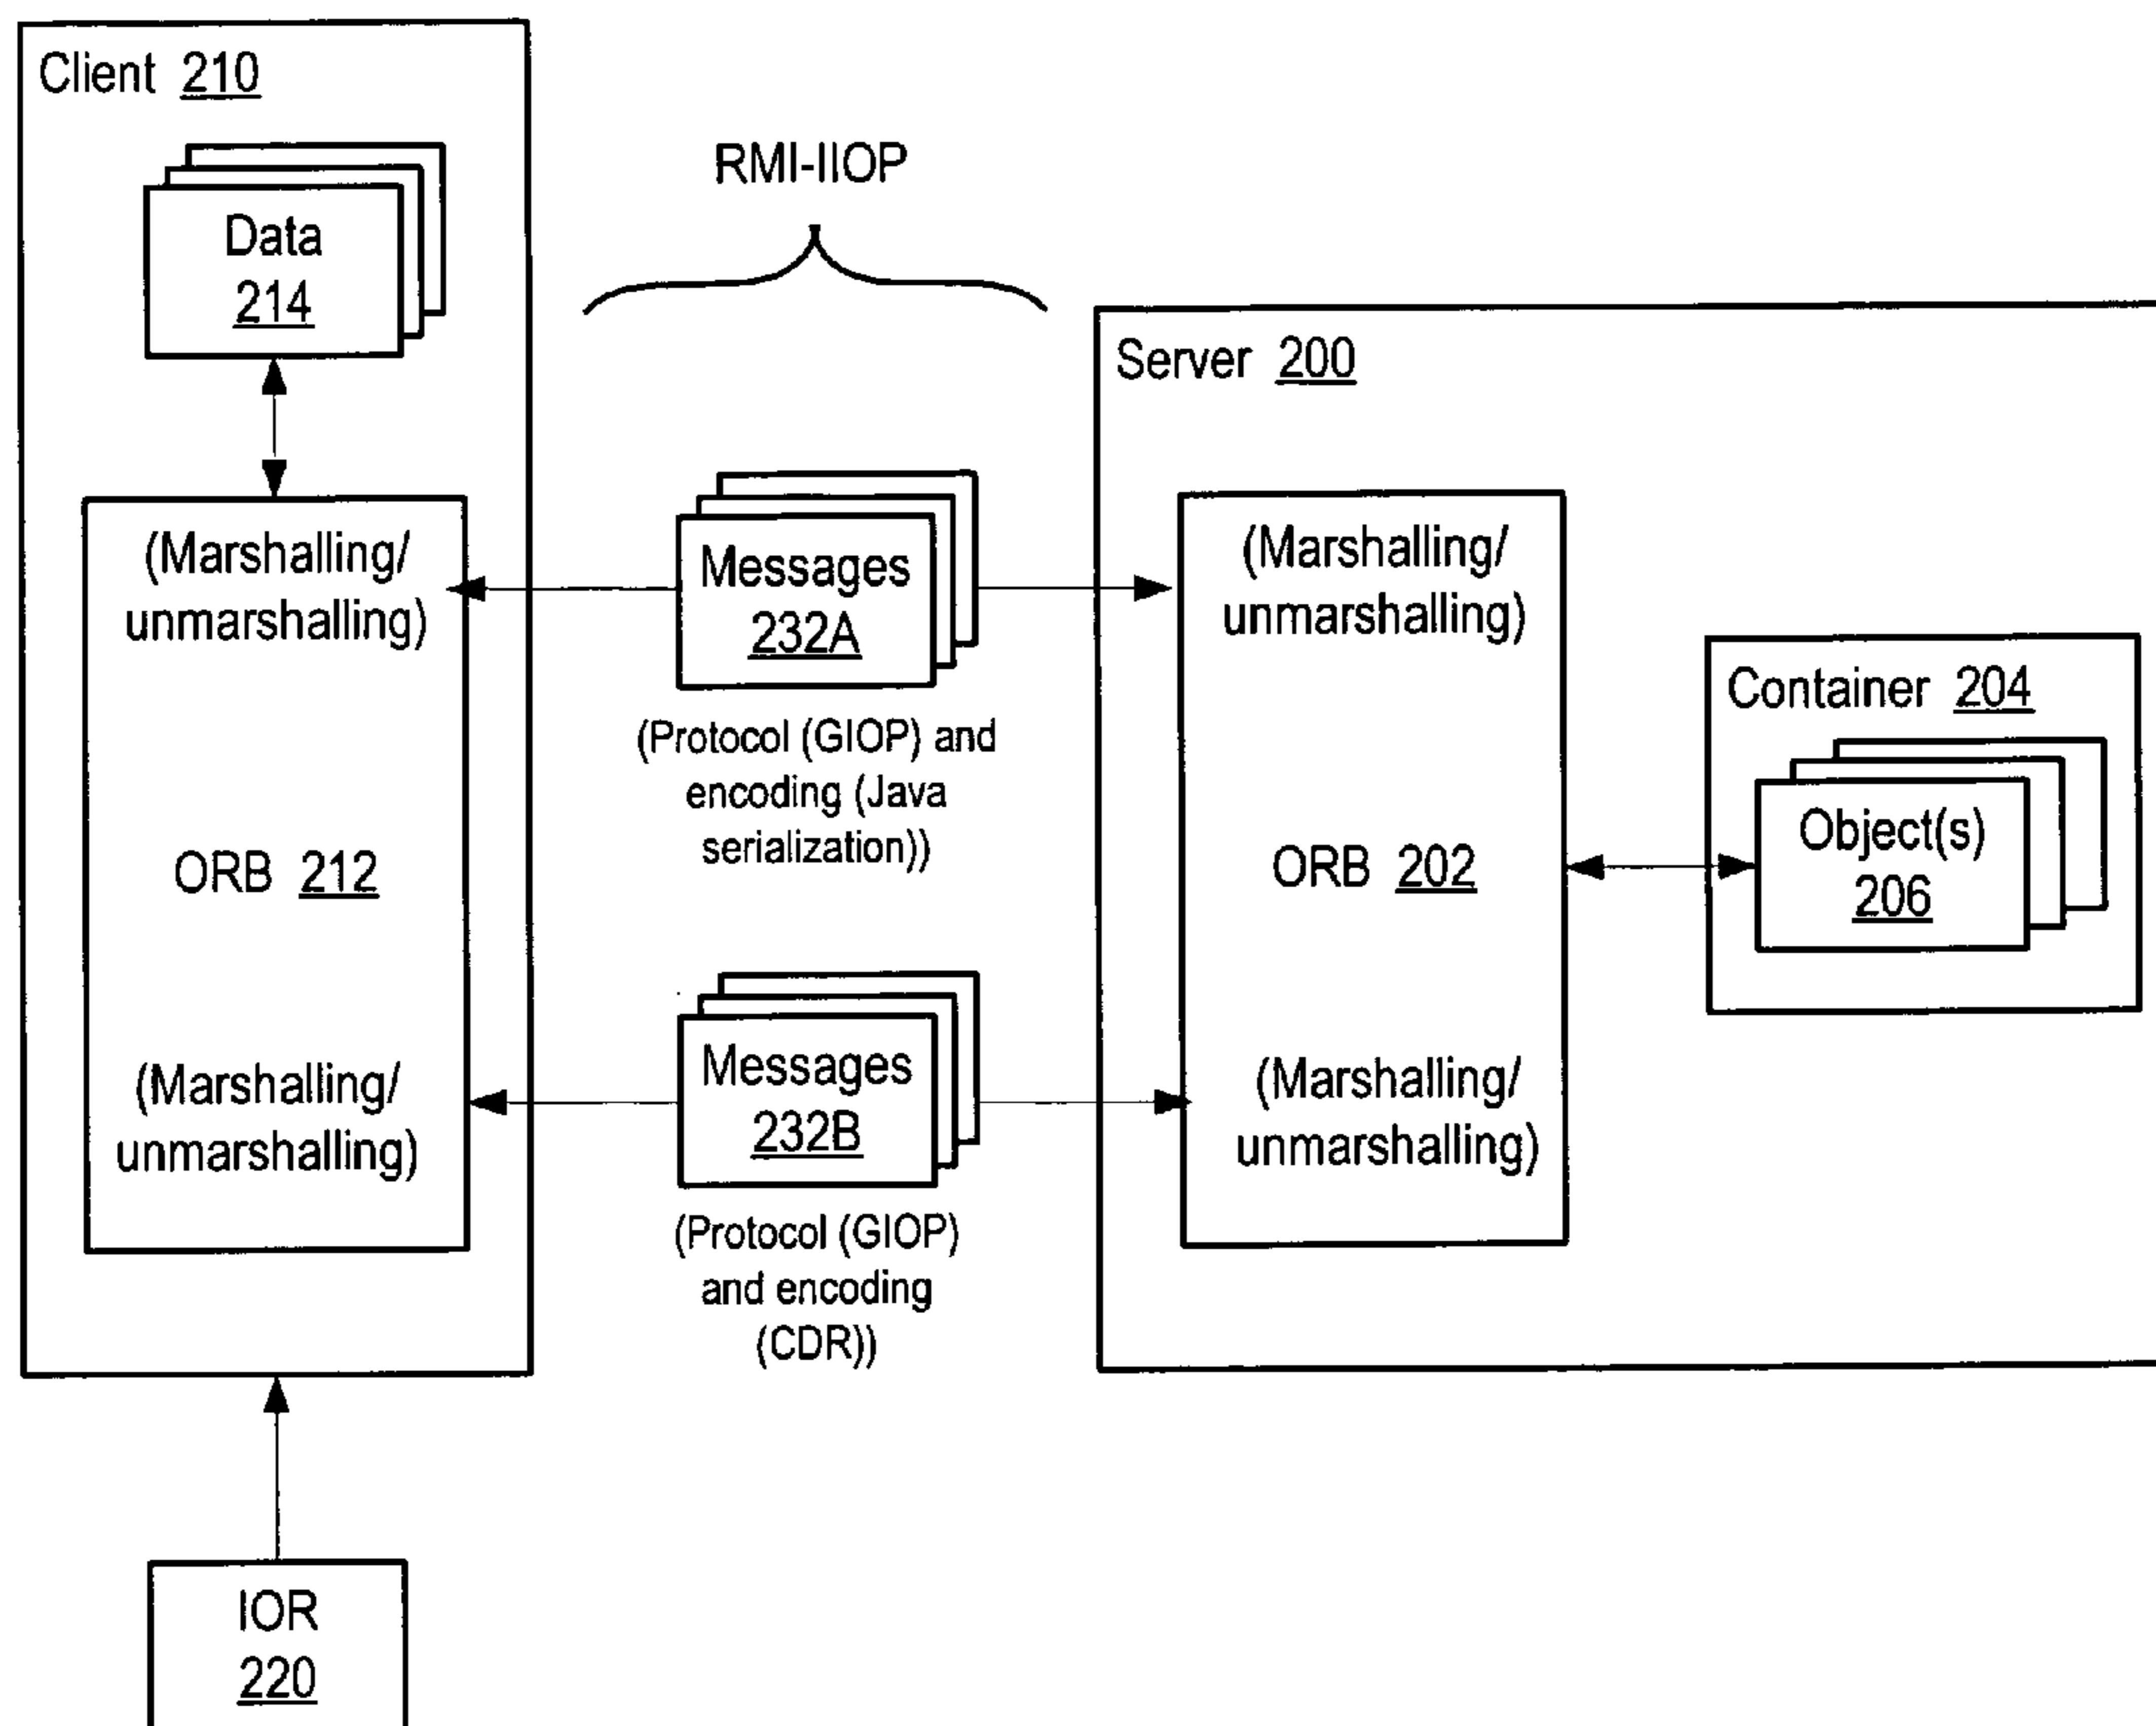 Client 210
Data
214
RMI-IIOP
Server 200
(Marshalling/
unmarshalling)
Messages
232A
(Protocol (GIOP) and
encoding (Java
serialization))
(Marshalling/
unmarshalling)
Container 204
Object(s)
206
ORB 212
ORB 202
(Marshalling/
unmarshalling)
Messages
232B
(Protocol (GIOP)
and encoding
(CDR))
(Marshalling/
unmarshalling)
IOR
220